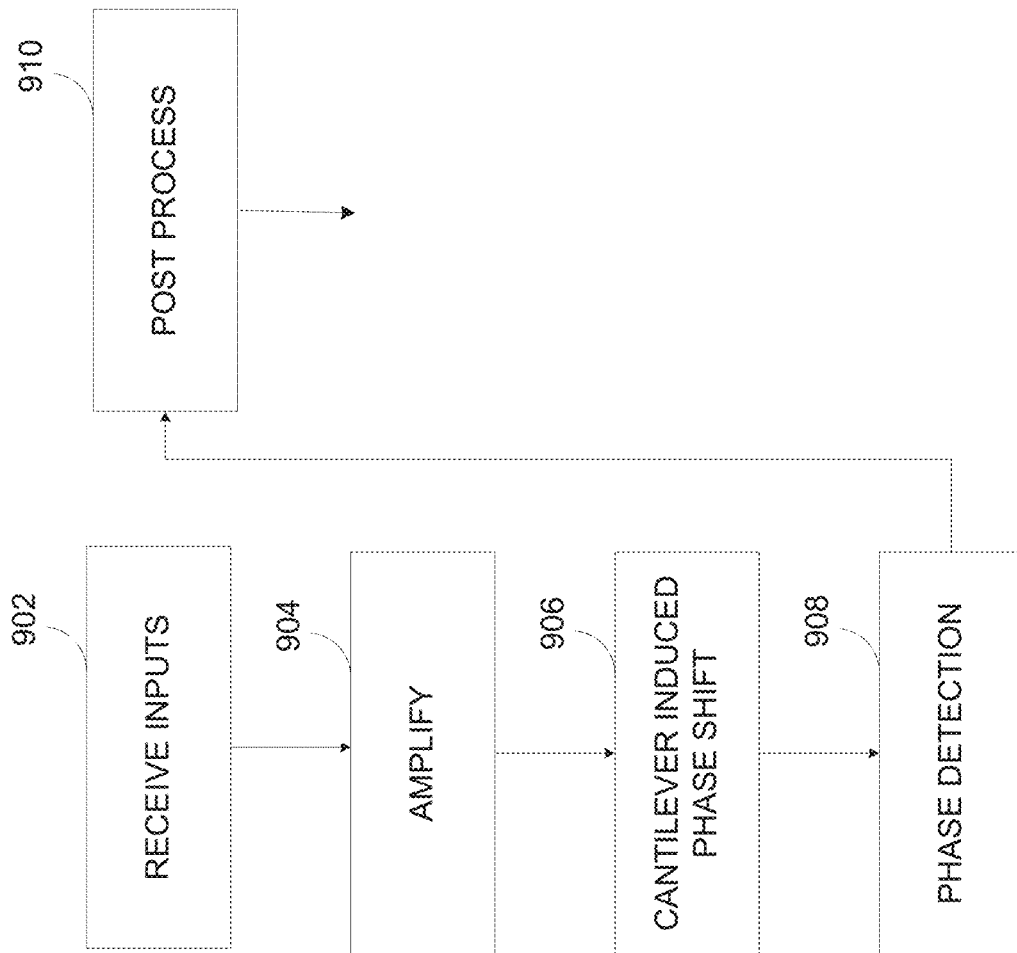 902
RECEIVE INPUTS
904
AMPLIFY
906
CANTILEVER INDUCED
PHASE SHIFT
908
PHASE DETECTION
910
POST PROCESS